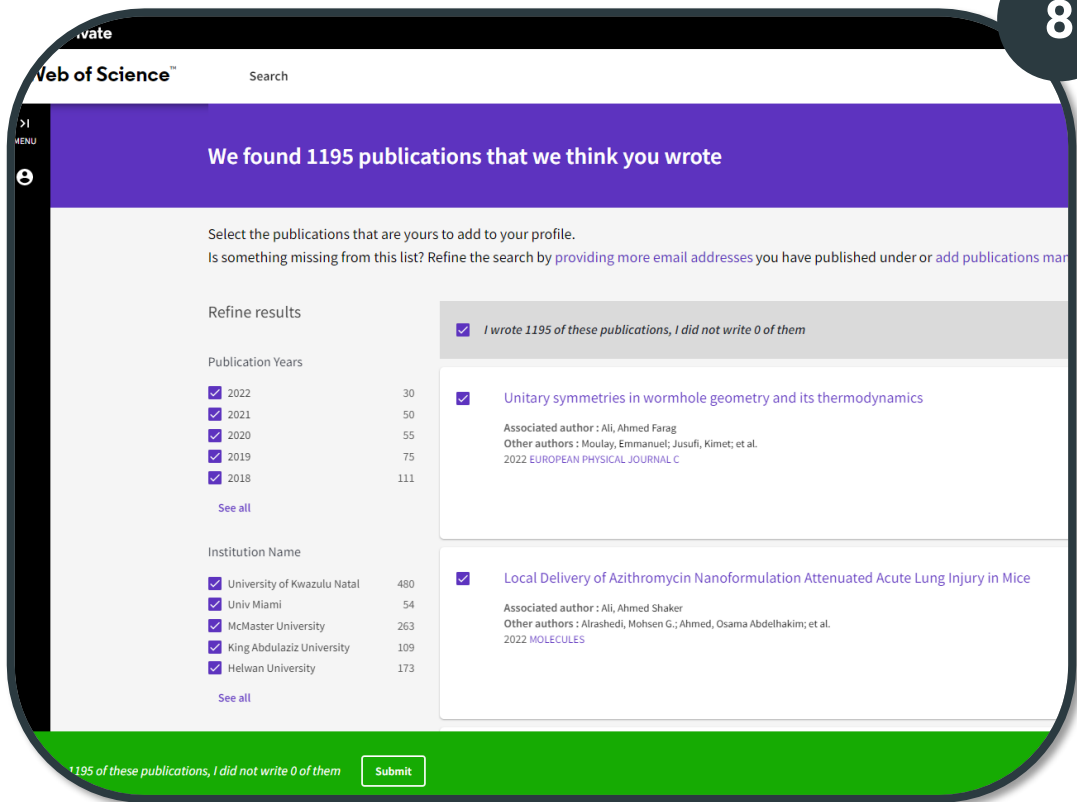 8
Web of Science™
Search
MENU
We found 1195 publications that we think you wrote
Select the publications that are yours to add to your profile.
Is something missing from this list? Refine the search by providing more email addresses you have published under or add publications
Refine results
I wrote 1195 of these publications, I did not write 0 of them
Publication Years
2022 30
2021 50
2020 55
2019 75
2018 111
See all
Unitary symmetries in wormhole geometry and its thermodynamics
Associated author : Ali, Ahmed Farag
Other authors : Moulay, Emmanuel; Jusufi, Kimet; et al.
2022 EUROPEAN PHYSICAL JOURNAL C
Institution Name
University of Kwazulu Natal 480
Univ Miami 54
McMaster University 263
King Abdulaziz University 109
Helwan University 173
See all
Local Delivery of Azithromycin Nanoformulation Attenuated Acute Lung Injury in Mice
Associated author : Ali, Ahmed Shaker
Other authors : Alrashedi, Mohsen G.; Ahmed, Osama Abdelhakim; et al.
2022 MOLECULES
1195 of these publications, I did not write 0 of them
Submit